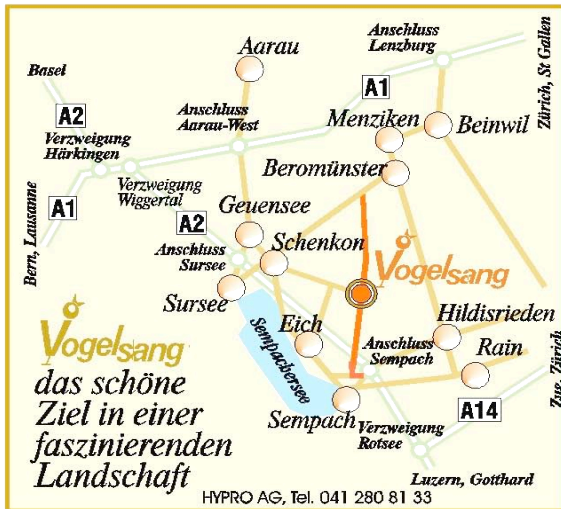 Aarau
Anschluss
Lenzburg
Zürich, St Gallen
Basel
A2
A1
Anschluss
Aarau-West
Menziken
Beinwil
Verzweigung
Härkingen
Beromünster
Verzweigung
Wiggertal
A1
Bern, Lausanne
A2
Geuensee
Schenkon
Anschluss
Sursee
Vogelsang
Sursee
Sempachersee
Eich
Hildisrieden
Anschluss
Sempach
Rain
Zug, Zürich
Vogelsang
das schöne
Ziel in einer
faszinierenden
Landschaft
Sempach
A14
Verzweigung
Rotsee
Luzern, Gotthard
HYPRO AG, Tel. 041 280 81 33